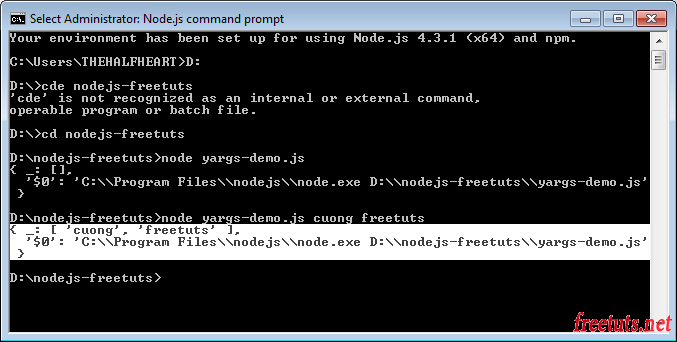 Select Administrator: Node.js command prompt
Your environment has been set up for using Node.js 4.3.1 (x64) and npm.
C:\Users\THEHALFHEART>D:
D:\>cde nodejs-freetuts
'cde' is not recognized as an internal or external command,
operable program or batch file.
D:\>cd nodejs-freetuts
D:\nodejs-freetuts>node yargs-demo.js
{ _: [],
  '$0': 'C:\\Program Files\\nodejs\\node.exe D:\\nodejs-freetuts\\yargs-demo.js'
 }
D:\nodejs-freetuts>node yargs-demo.js cuong freetuts
{ _: [ 'cuong', 'freetuts' ],
  '$0': 'C:\\Program Files\\nodejs\\node.exe D:\\nodejs-freetuts\\yargs-demo.js'
 }
D:\nodejs-freetuts>
freetuts.net